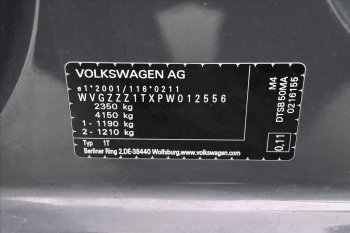 VOLKSWAGEN AG
e1*2001/116*0211
WVGZZZ1TXPW012556
2350 kg
4150 kg
1 - 1190 kg
2 - 1210 kg
Typ 1T
Berliner Ring 2,DE-38440 Wolfsburg,www.volkswagen.com
M4
DTSB50MA
0216155
0.11